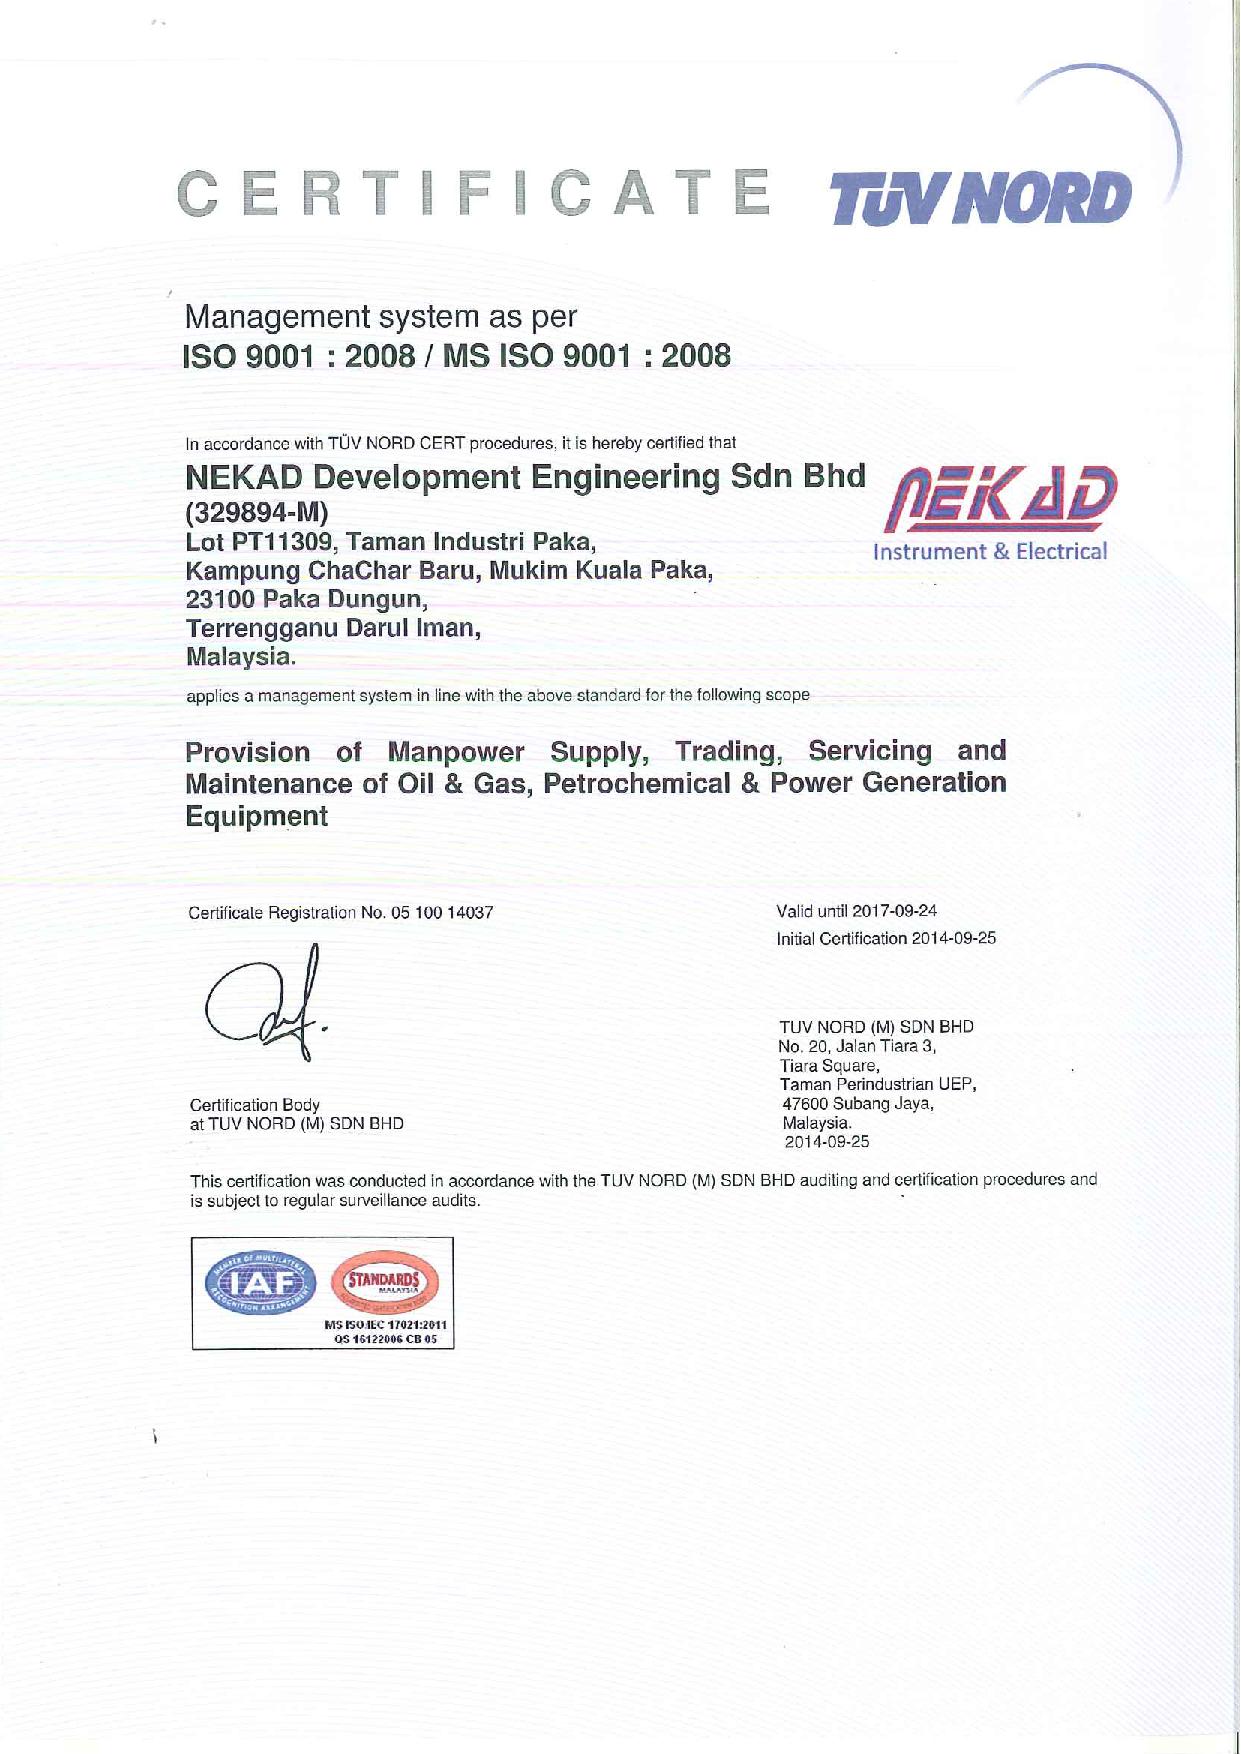 CERTIFICATE
TÜV NORD
Management system as per
ISO 9001 : 2008 / MS ISO 9001 : 2008
In accordance with TÜV NORD CERT procedures, it is hereby certified that
NEKAD Development Engineering Sdn Bhd
(329894-M)
Lot PT11309, Taman Industri Paka,
Kampung ChaChar Baru, Mukim Kuala Paka,
23100 Paka Dungun,
Terrengganu Darul Iman,
Malaysia.
NEKAD
Instrument & Electrical
applies a management system in line with the above standard for the following scope
Provision of Manpower Supply, Trading, Servicing and
Maintenance of Oil & Gas, Petrochemical & Power Generation
Equipment
Certificate Registration No. 05 100 14037
Valid until 2017-09-24
Initial Certification 2014-09-25
Certification Body
at TUV NORD (M) SDN BHD
TUV NORD (M) SDN BHD
No. 20, Jalan Tiara 3,
Tiara Square,
Taman Perindustrian UEP,
47600 Subang Jaya,
Malaysia.
2014-09-25
This certification was conducted in accordance with the TUV NORD (M) SDN BHD auditing and certification procedures and
is subject to regular surveillance audits.
MEMBER OF MULTILATERAL
IAF
RECOGNITION ARRANGEMENT
STANDARDS
MALAYSIA
MS ISO/IEC 17021:2011
QS 16122006 CB 05